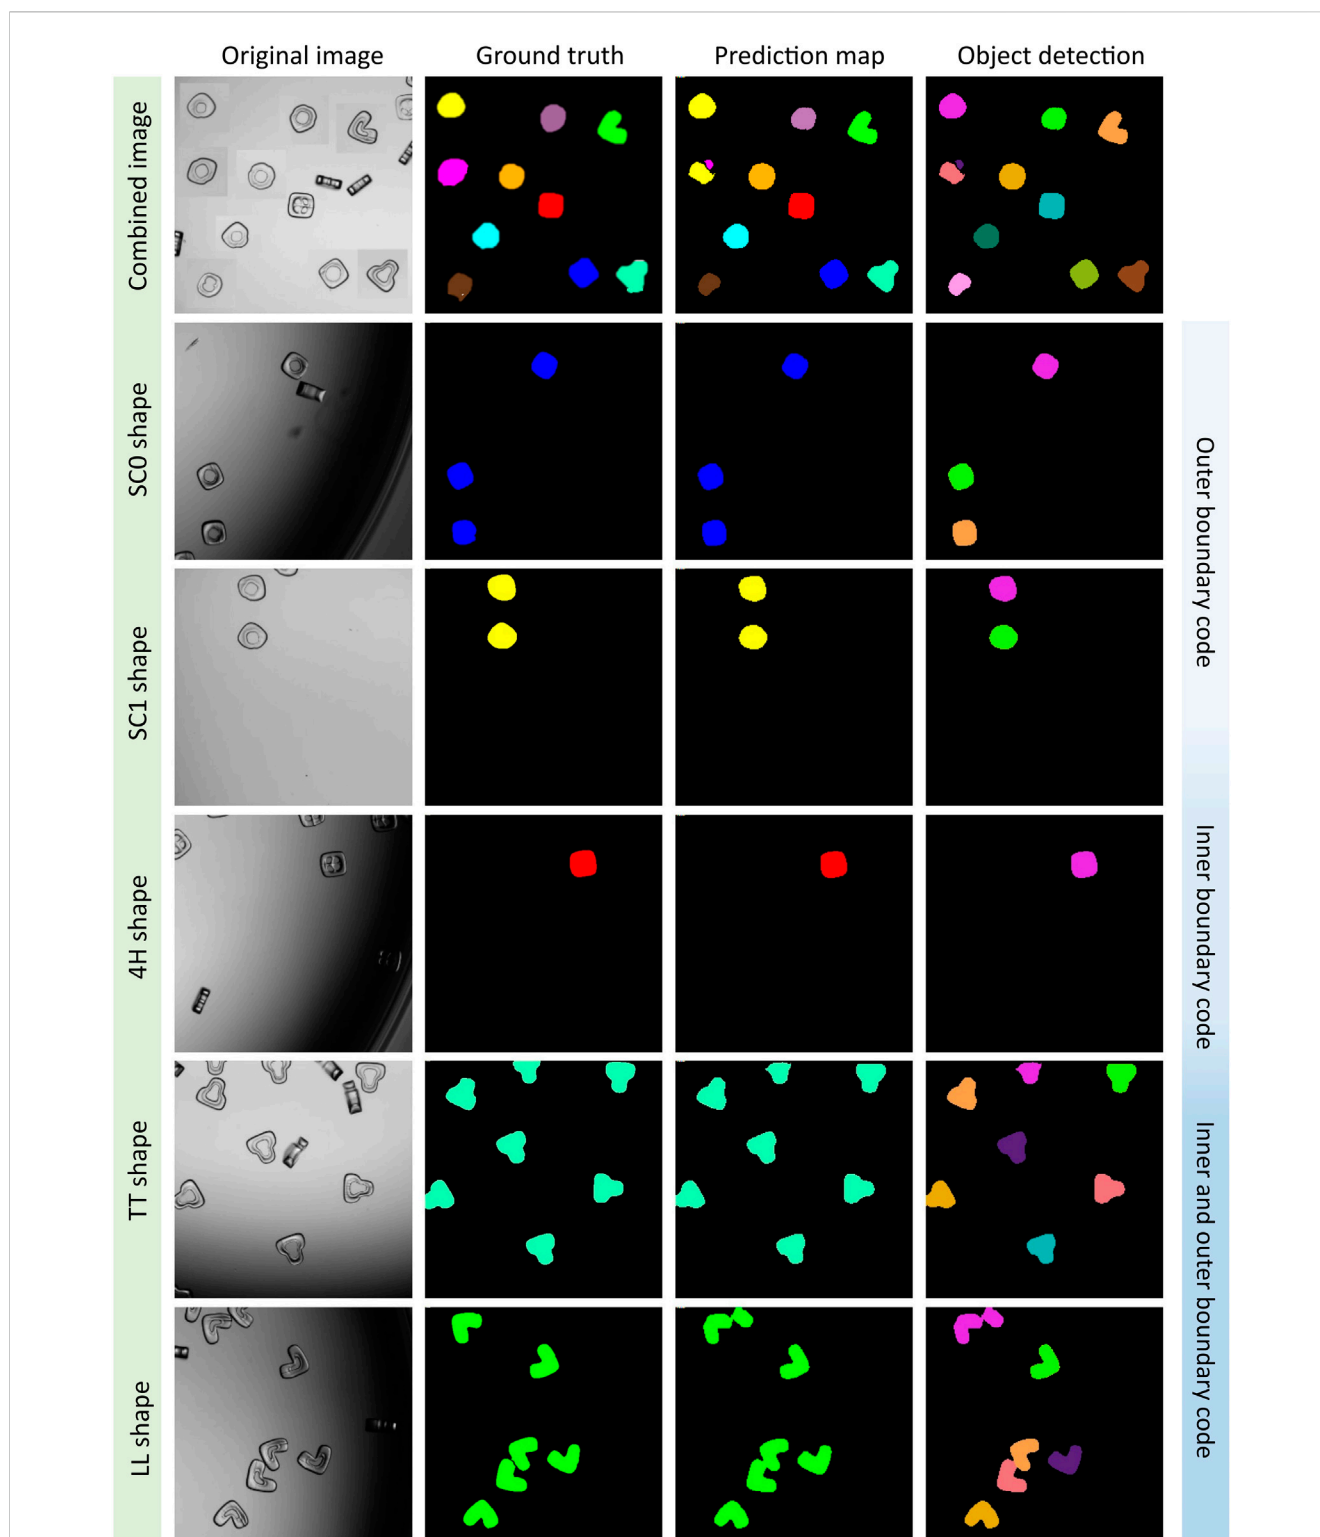 Original image
Ground truth
Prediction map
Object detection
Combined image
SC0 shape
SC1 shape
4H shape
TT shape
LL shape
Outer boundary code
Inner boundary code
Inner and outer boundary code